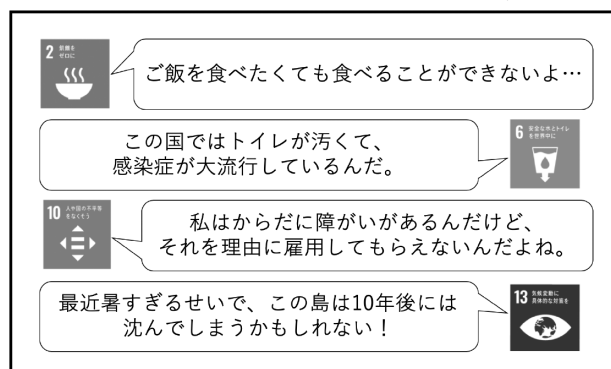 2 飢餓を
ゼロに
ご飯を食べたくても食べることができないよ…
この国ではトイレが汚くて、
感染症が大流行しているんだ。
6 安全な水とトイレ
を世界中に
10 人や国の不平等
をなくそう
私はからだに障がいがあるんだけど、
それを理由に雇用してもらえないんだよね。
最近暑すぎるせいで、この島は10年後には
沈んでしまうかもしれない！
13 気候変動に
具体的な対策を